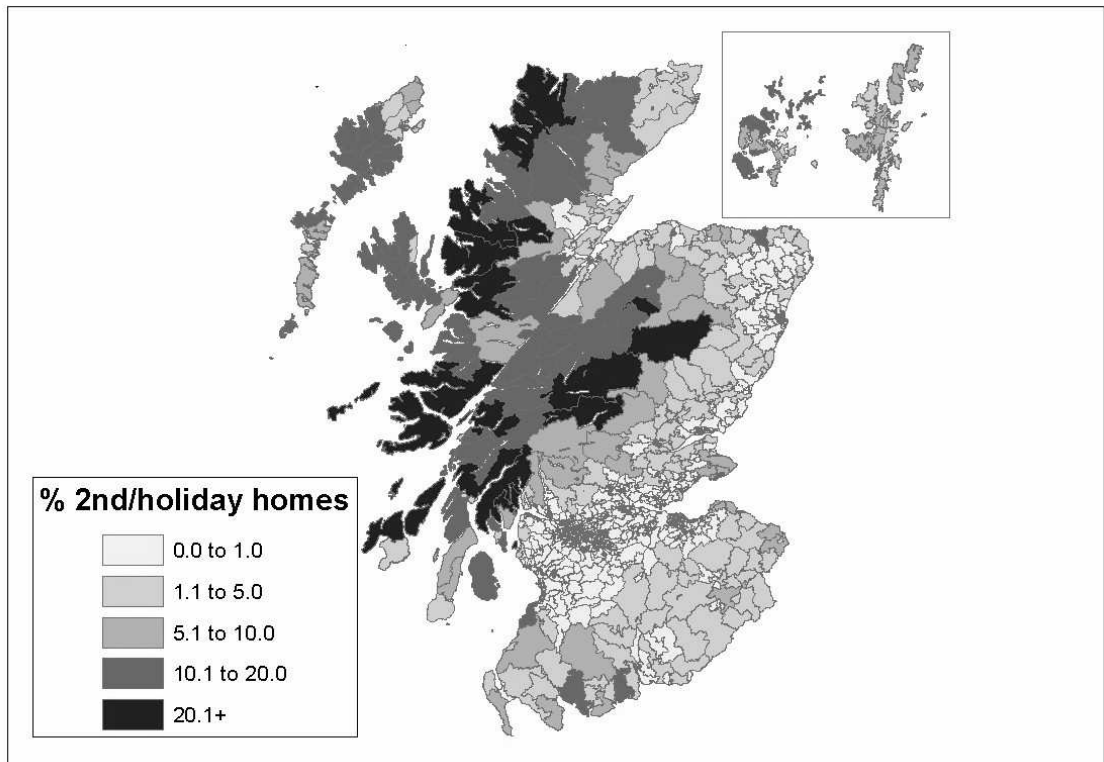 % 2nd/holiday homes
0.0 to 1.0
1.1 to 5.0
5.1 to 10.0
10.1 to 20.0
20.1+